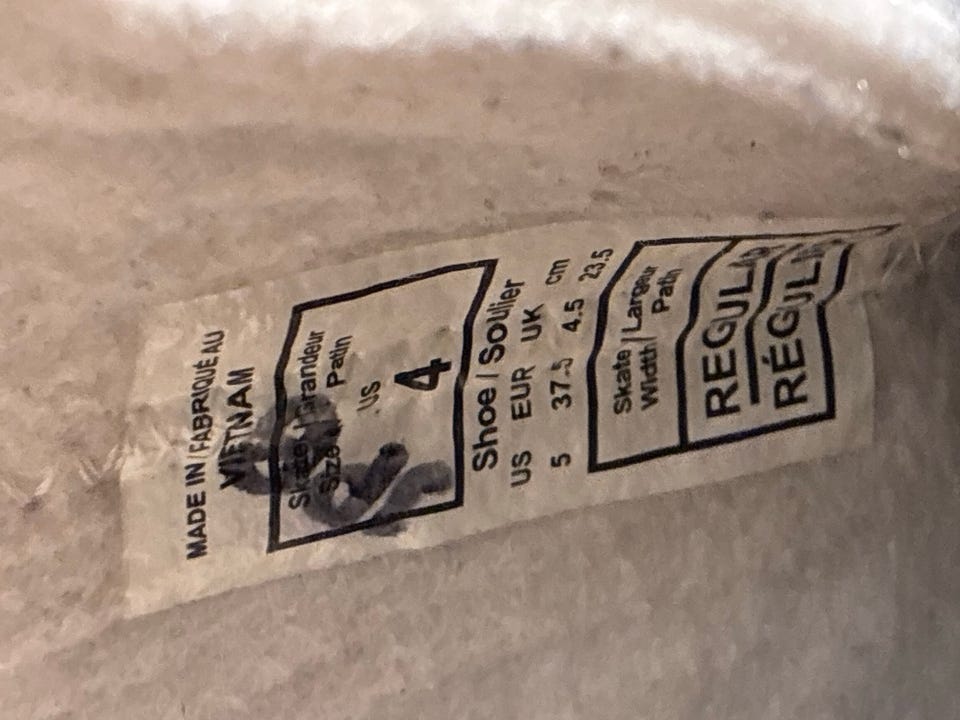 MADE IN / FABRIQUÉ AU
VIETNAM
Skate / Grandeur
Size Patin
US
4
Shoe / Soulier
US EUR UK cm
5 37.5 4.5 23.5
Skate / Largeur
Width Patin
REGULAR
RÉGULIER